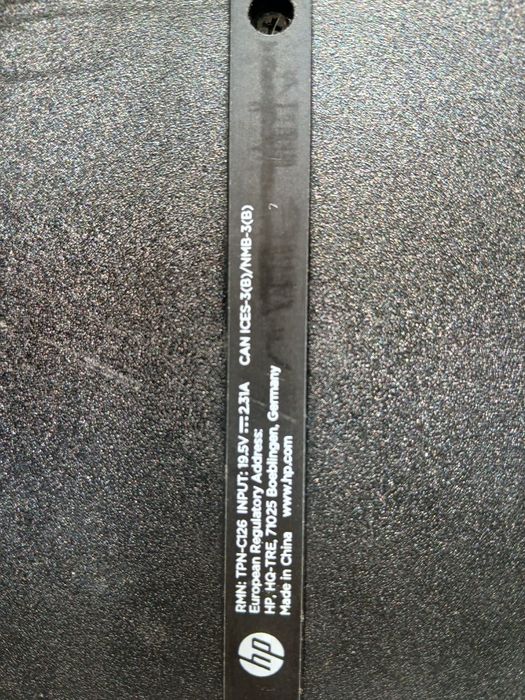 hp
RMN: TPN-C126 INPUT: 19.5V⎓2.31A CAN ICES-3(B)/NMB-3(B)
European Regulatory Address:
HP, HQ-TRE, 71025 Boeblingen, Germany
Made in China www.hp.com